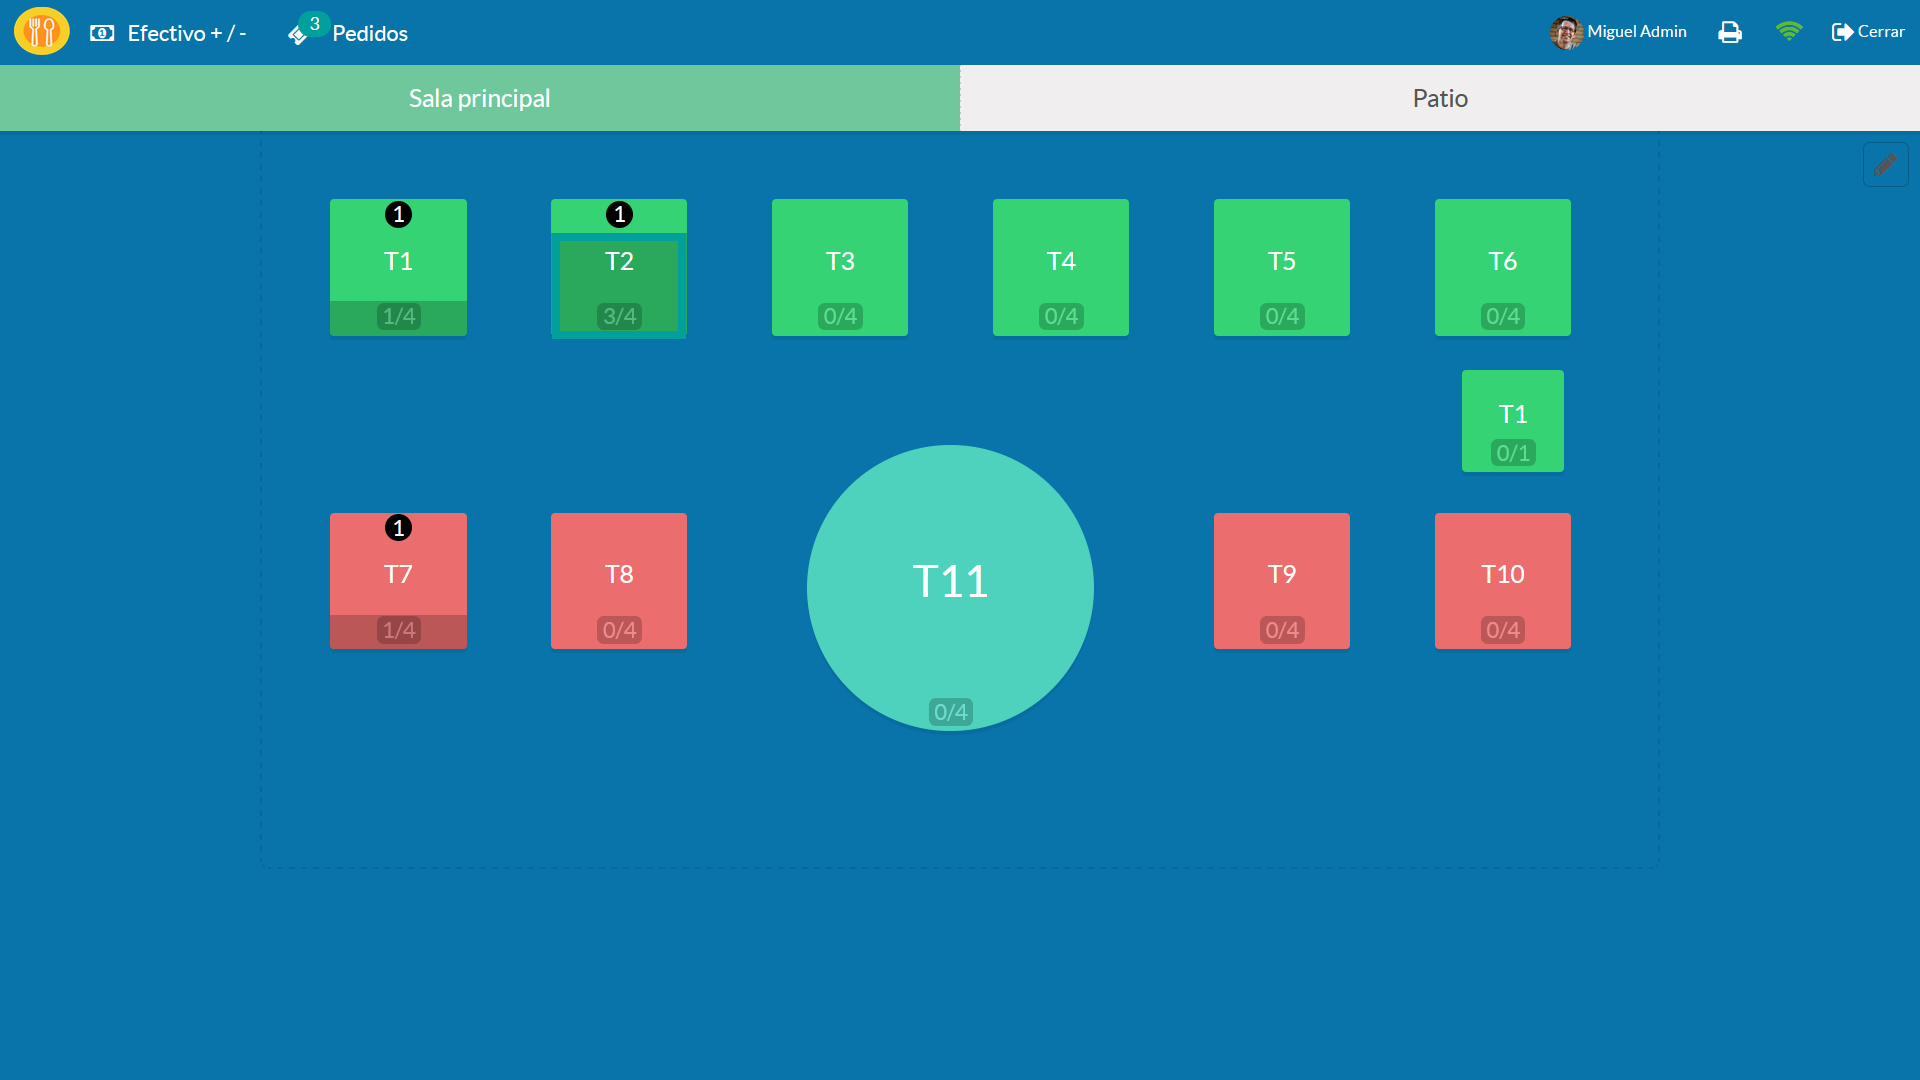 Efectivo + / -
3
Pedidos
Miguel Admin
Cerrar
Sala principal
Patio
1
T1
1/4
1
T2
3/4
T3
0/4
T4
0/4
T5
0/4
T6
0/4
T1
0/1
1
T7
1/4
T8
0/4
T11
0/4
T9
0/4
T10
0/4